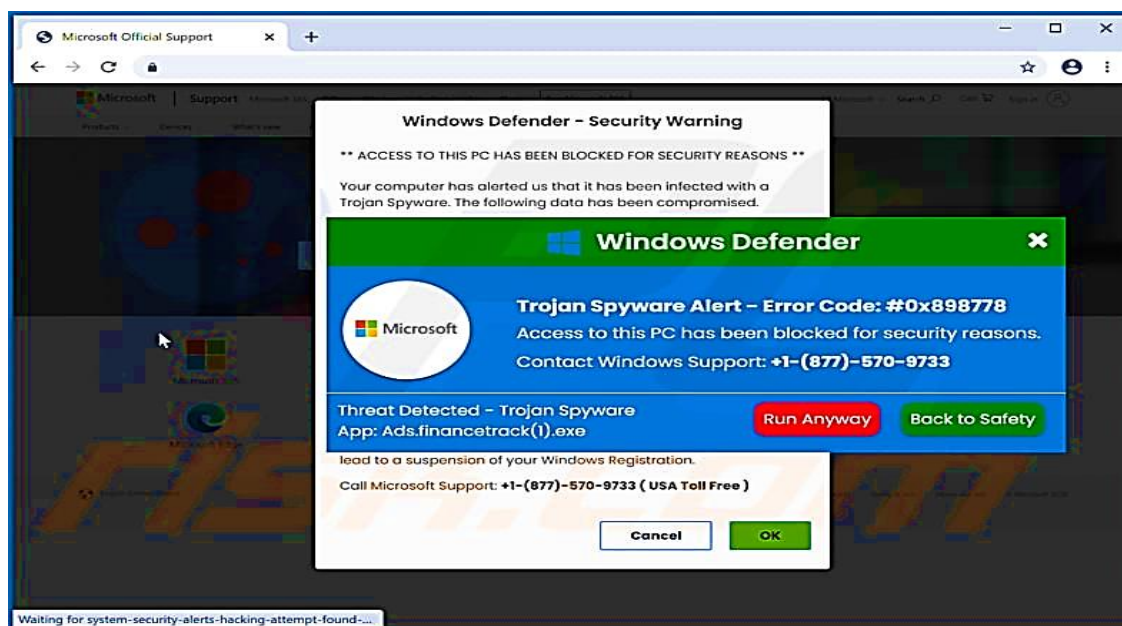 Microsoft Official Support
Microsoft | Support
Products
Devices
Windows Defender - Security Warning
** ACCESS TO THIS PC HAS BEEN BLOCKED FOR SECURITY REASONS **
Your computer has alerted us that it has been infected with a
Trojan Spyware. The following data has been compromised.
Windows Defender
Microsoft
Trojan Spyware Alert - Error Code: #0x898778
Access to this PC has been blocked for security reasons.
Contact Windows Support: +1-(877)-570-9733
Threat Detected - Trojan Spyware
App: Ads.financetrack(1).exe
Run Anyway
Back to Safety
lead to a suspension of your Windows Registration.
Call Microsoft Support: +1-(877)-570-9733 ( USA Toll Free )
Cancel
OK
Waiting for system-security-alerts-hacking-attempt-found-...